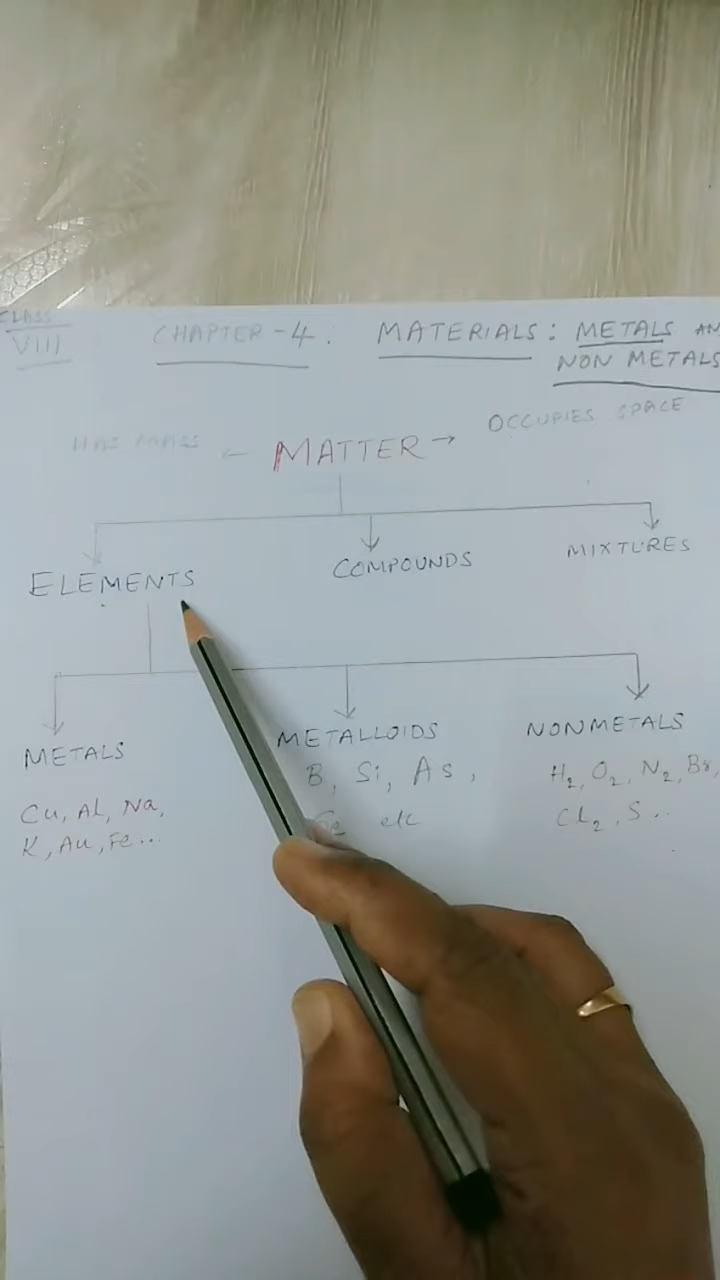 CLASS
VIII
CHAPTER-4: MATERIALS: METALS AN
NON METALS
HAS MASS ← MATTER → OCCUPIES SPACE
ELEMENTS COMPOUNDS MIXTURES
METALS METALLOIDS NONMETALS
Cu, Al, Na, B, Si, As, H₂, O₂, N₂, Br,
K, Au, Fe... etc Cl₂, S..